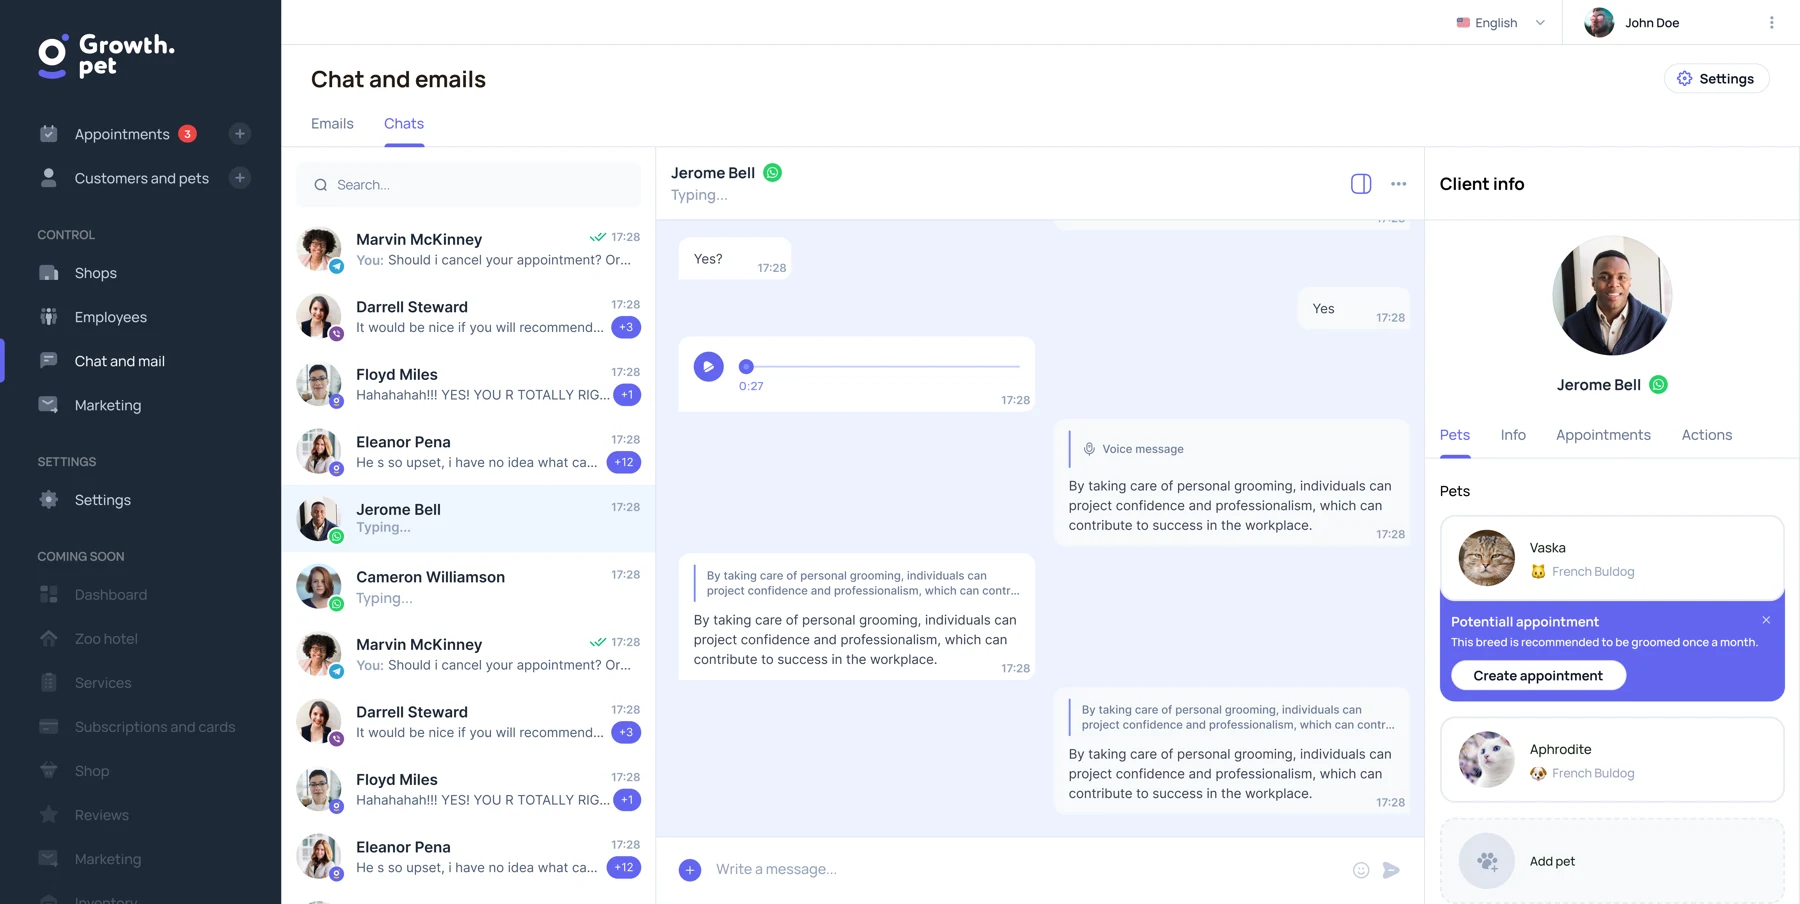 Growth.
pet
Appointments 3 +
Customers and pets +
CONTROL
Shops
Employees
Chat and mail
Marketing
SETTINGS
Settings
COMING SOON
Dashboard
Zoo hotel
Services
Subscriptions and cards
Shop
Reviews
Marketing
Inventory
English
John Doe
Chat and emails
Settings
Emails
Chats
Search...
Marvin McKinney 17:28
You: Should i cancel your appointment? Or...
Darrell Steward 17:28
It would be nice if you will recommend... +3
Floyd Miles 17:28
Hahahahah!!! YES! YOU R TOTALLY RIG... +1
Eleanor Pena 17:28
He s so upset, i have no idea what ca... +12
Jerome Bell 17:28
Typing...
Cameron Williamson 17:28
Typing...
Marvin McKinney 17:28
You: Should i cancel your appointment? Or...
Darrell Steward 17:28
It would be nice if you will recommend... +3
Floyd Miles 17:28
Hahahahah!!! YES! YOU R TOTALLY RIG... +1
Eleanor Pena 17:28
He s so upset, i have no idea what ca... +12
Jerome Bell
Typing...
17:28
Yes? 17:28
Yes 17:28
0:27
17:28
Voice message
By taking care of personal grooming, individuals can
project confidence and professionalism, which can
contribute to success in the workplace.
17:28
By taking care of personal grooming, individuals can
project confidence and professionalism, which can contr...
By taking care of personal grooming, individuals can
project confidence and professionalism, which can
contribute to success in the workplace.
17:28
By taking care of personal grooming, individuals can
project confidence and professionalism, which can contr...
By taking care of personal grooming, individuals can
project confidence and professionalism, which can
contribute to success in the workplace.
17:28
Write a message...
Client info
Jerome Bell
Pets
Info
Appointments
Actions
Pets
Vaska
French Buldog
Potentiall appointment
This breed is recommended to be groomed once a month.
Create appointment
Aphrodite
French Buldog
Add pet